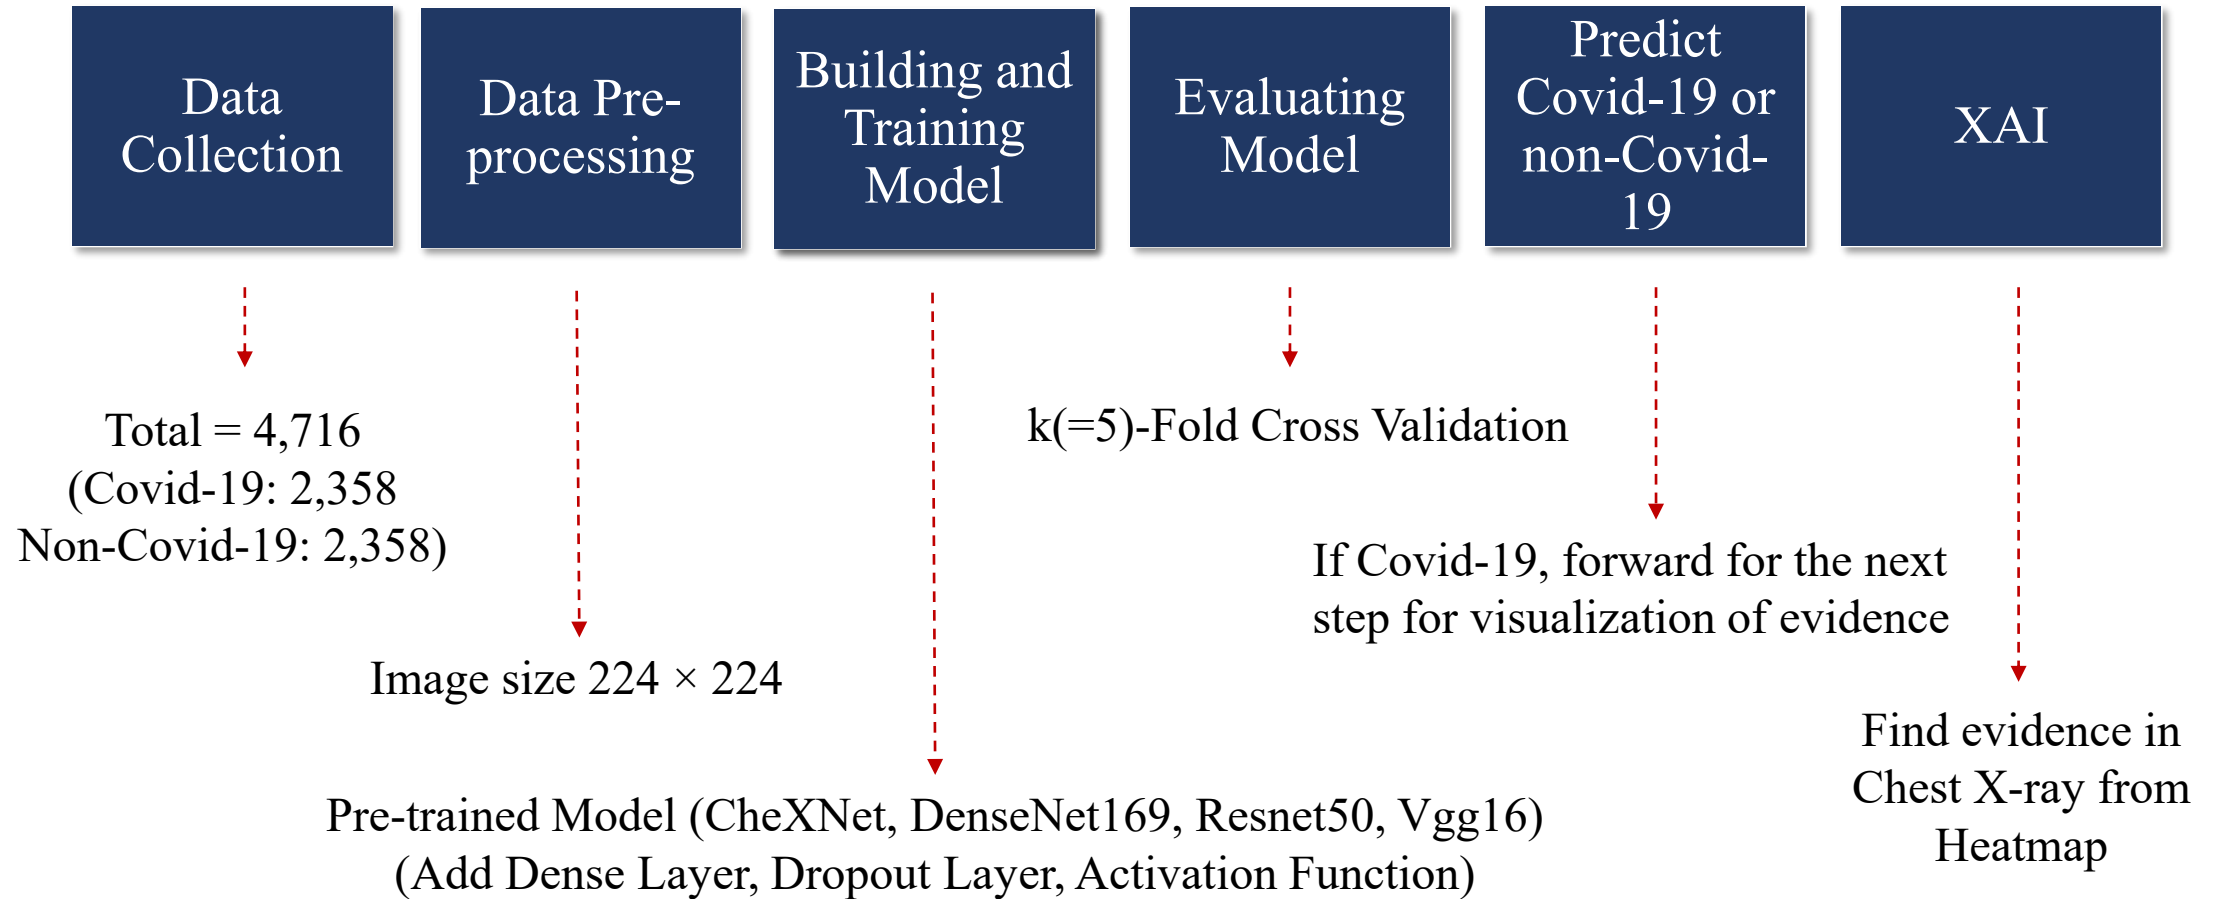 Data
Collection
Data Pre-
processing
Building and
Training
Model
Evaluating
Model
Predict
Covid-19 or
non-Covid-
19
XAI
Total = 4,716
(Covid-19: 2,358
Non-Covid-19: 2,358)
Image size 224 × 224
Pre-trained Model (CheXNet, DenseNet169, Resnet50, Vgg16)
(Add Dense Layer, Dropout Layer, Activation Function)
k(=5)-Fold Cross Validation
If Covid-19, forward for the next
step for visualization of evidence
Find evidence in
Chest X-ray from
Heatmap